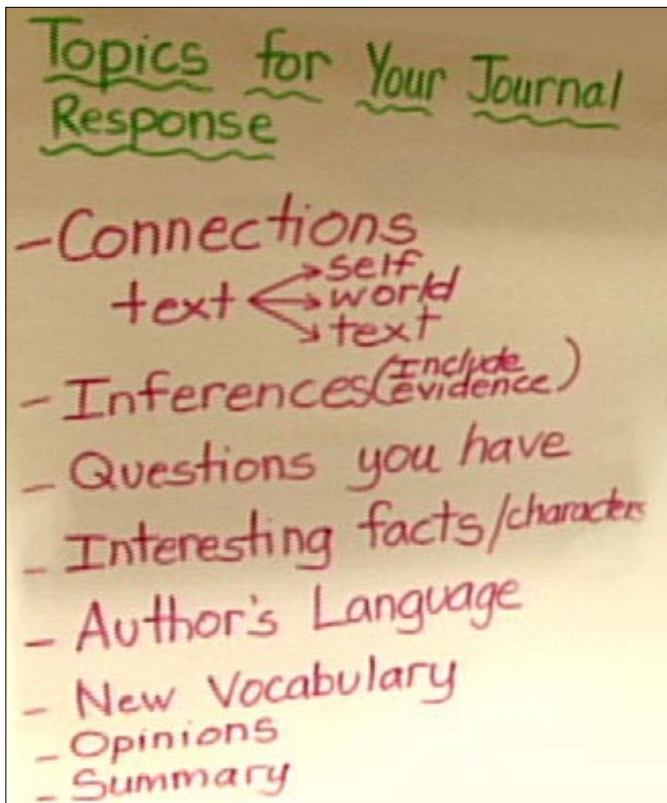 Topics for Your Journal
Response
- Connections
text self
world
text
- Inferences (Include
evidence)
- Questions you have
- Interesting facts/characters
- Author's Language
- New Vocabulary
- Opinions
- Summary